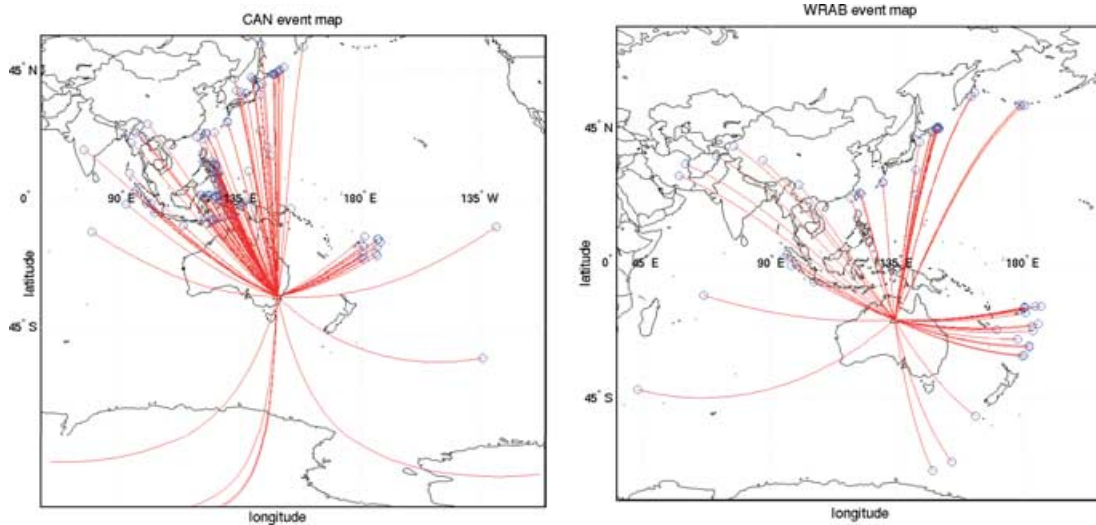 CAN event map
45° N
0°
90° E
135° E
180° E
135° W
45° S
latitude
longitude
WRAB event map
45° N
0°
45° E
90° E
135° E
180° E
45° S
latitude
longitude